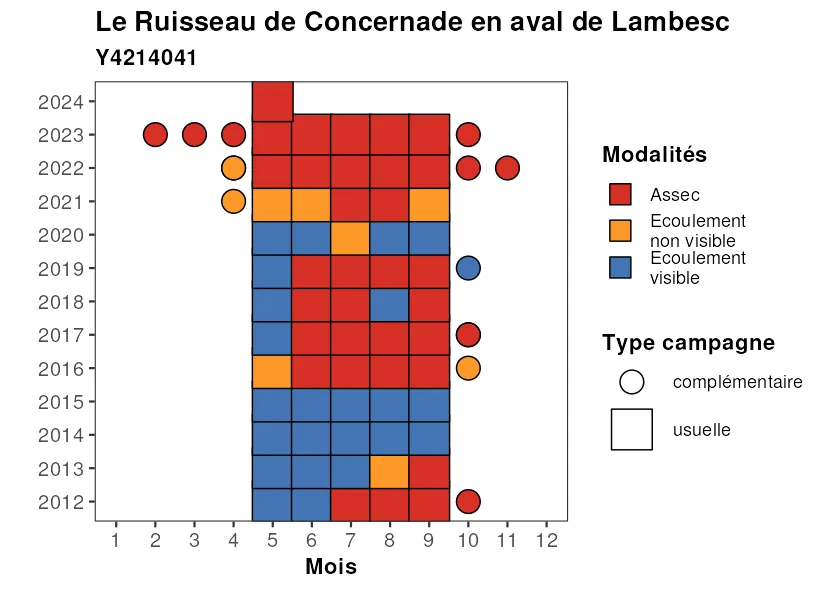 Le Ruisseau de Concernade en aval de Lambesc
Y4214041
2024
2023
2022
2021
2020
2019
2018
2017
2016
2015
2014
2013
2012
1 2 3 4 5 6 7 8 9 10 11 12
Mois
Modalités
Assec
Ecoulement
non visible
Ecoulement
visible
Type campagne
complémentaire
usuelle